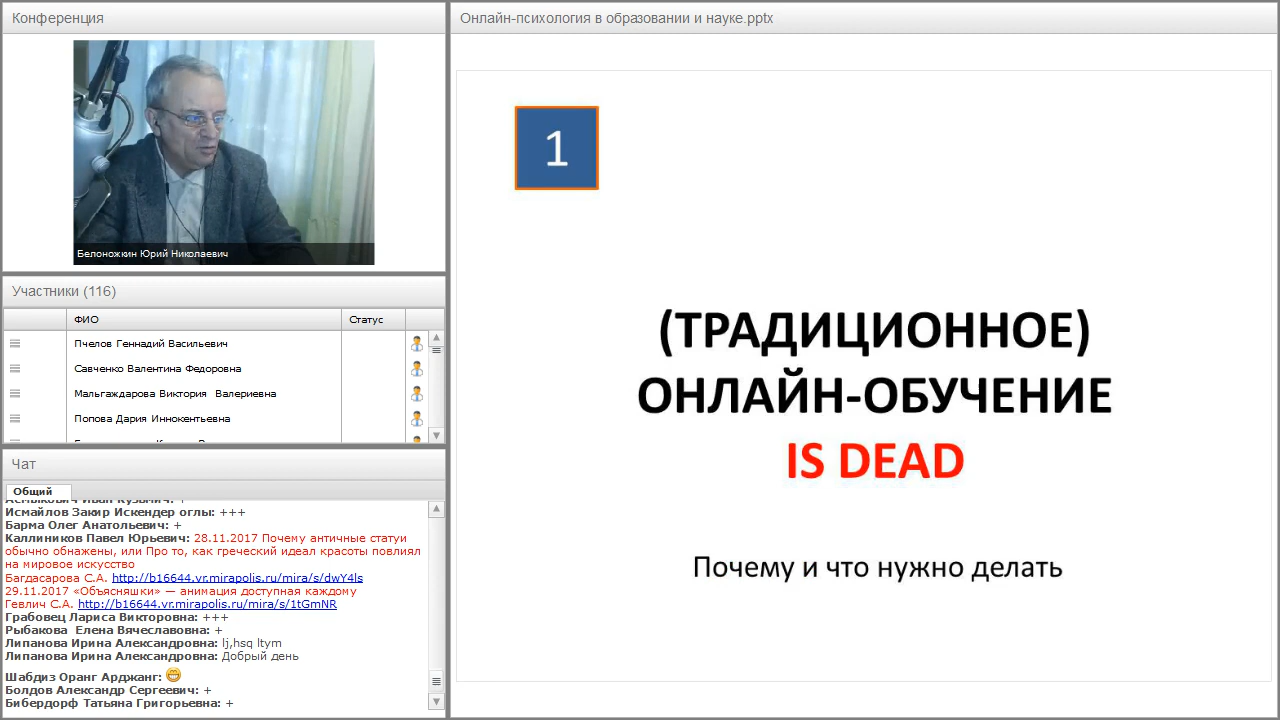 Конференция
Белоножкин Юрий Николаевич
Участники (116)
ФИО Статус
Пчелов Геннадий Васильевич
Савченко Валентина Федоровна
Мальгаждарова Виктория Валериевна
Попова Дария Иннокентьевна
Чат
Общий
Исмайлов Закир Искендер оглы: +++
Барма Олег Анатольевич: +
Каллиников Павел Юрьевич: 28.11.2017 Почему античные статуи
обычно обнажены, или Про то, как греческий идеал красоты повлиял
на мировое искусство
Багдасарова С.А. http://b16644.vr.mirapolis.ru/mira/s/dwY4ls
29.11.2017 «Объясняшки» — анимация доступная каждому
Гевлич С.А. http://b16644.vr.mirapolis.ru/mira/s/1tGmNR
Грабовец Лариса Викторовна: +++
Рыбакова Елена Вячеславовна: +
Липанова Ирина Александровна: lj,hsq ltym
Липанова Ирина Александровна: Добрый день
Шабдиз Оранг Арджанг:
Болдов Александр Сергеевич: +
Бибердорф Татьяна Григорьевна: +
Онлайн-психология в образовании и науке.pptx
1
(ТРАДИЦИОННОЕ)
ОНЛАЙН-ОБУЧЕНИЕ
IS DEAD
Почему и что нужно делать